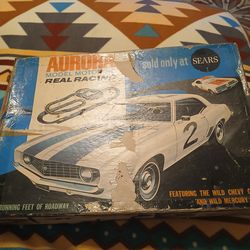 AURORA
MODEL MOTOR
REAL RACING
sold only at
SEARS
2
FEATURING THE WILD CHEVY
AND WILD MERCURY
RUNNING FEET OF ROADWAY